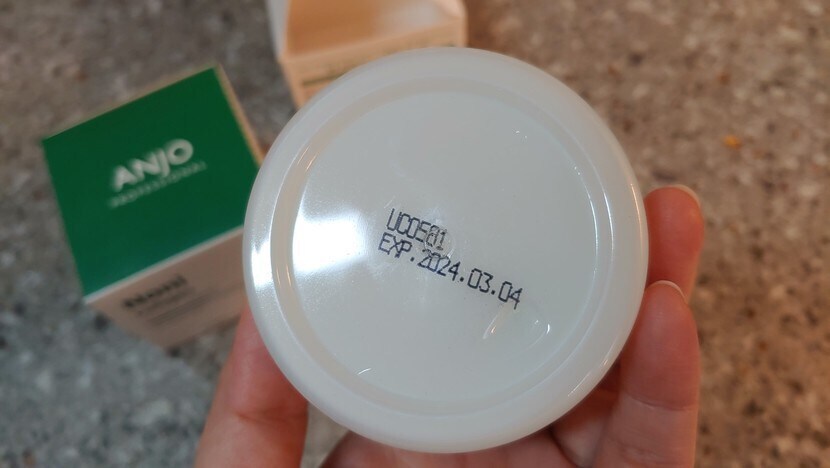 ANJO
PROFESSIONAL
UC0581
EXP.2024.03.04